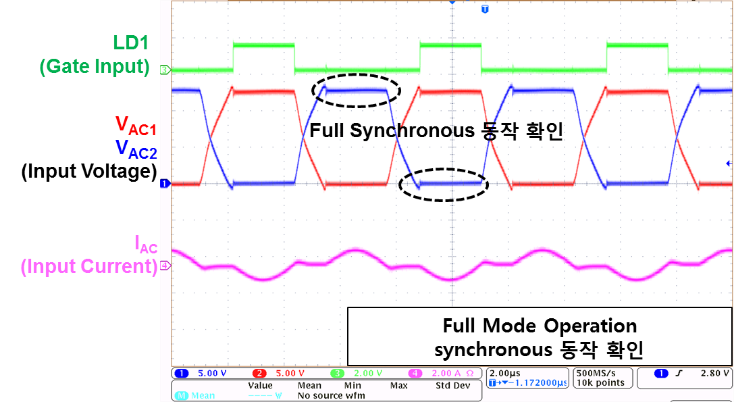 LD1
(Gate Input)
VAC1
VAC2
(Input Voltage)
Full Synchronous 동작 확인
IAC
(Input Current)
Full Mode Operation
synchronous 동작 확인
1 5.00 V 2 5.00 V 3 2.00 V 4 2.00 A Ω 2.00µs 500MS/s 1 2.80 V
T→▼-1.172000µs 10k points
Value Mean Min Max Std Dev
Mean ---- W No source wfm